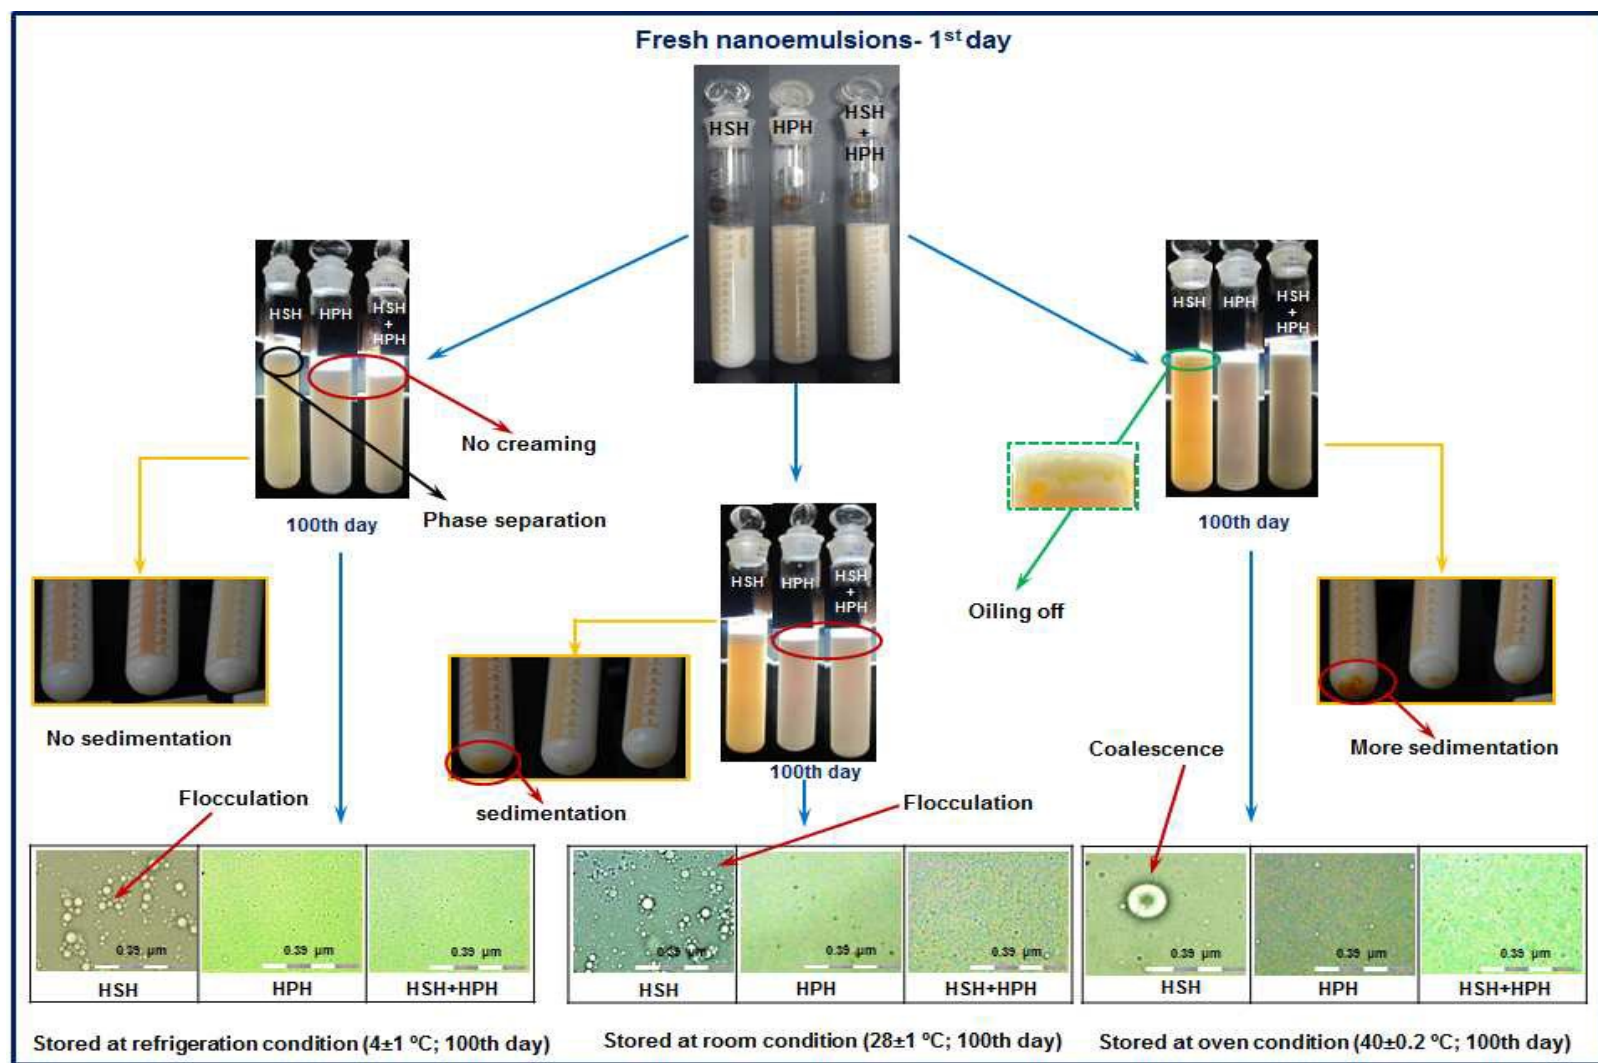 Fresh nanoemulsions- 1st day
HSH
HPH
HSH
+
HPH
HSH
HPH
HSH
+
HPH
HSH
HPH
HSH
+
HPH
No creaming
Phase separation
100th day
100th day
Oiling off
HSH
HPH
HSH
+
HPH
No sedimentation
sedimentation
100th day
More sedimentation
Coalescence
Flocculation
Flocculation
0.39 µm
0.39 µm
0.39 µm
0.39 µm
0.39 µm
0.39 µm
0.39 µm
0.39 µm
0.39 µm
HSH
HPH
HSH+HPH
HSH
HPH
HSH+HPH
HSH
HPH
HSH+HPH
Stored at refrigeration condition (4±1 ºC; 100th day)
Stored at room condition (28±1 ºC; 100th day)
Stored at oven condition (40±0.2 ºC; 100th day)